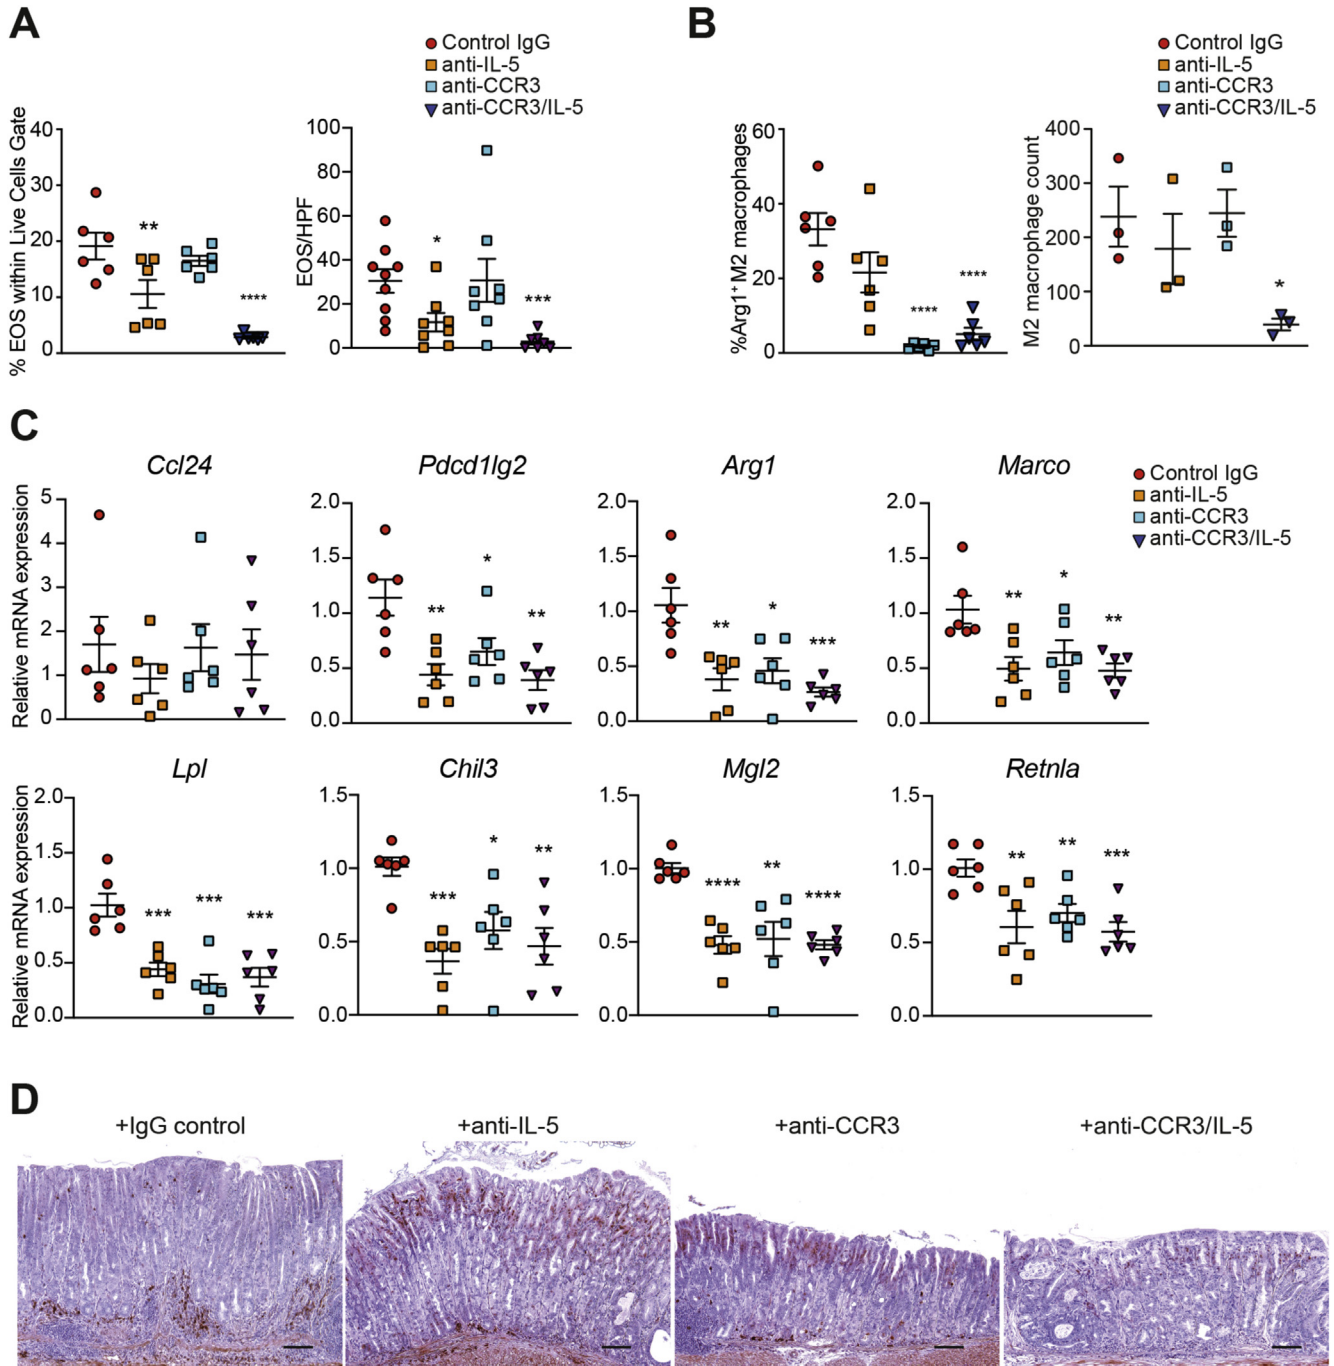 A
Control IgG
anti-IL-5
anti-CCR3
anti-CCR3/IL-5
% EOS within Live Cells Gate
40
30
20
10
0
**
****
EOS/HPF
100
80
60
40
20
0
*
***
B
Control IgG
anti-IL-5
anti-CCR3
anti-CCR3/IL-5
%Arg1+ M2 macrophages
60
40
20
0
****
****
M2 macrophage count
400
300
200
100
0
*
C
Control IgG
anti-IL-5
anti-CCR3
anti-CCR3/IL-5
Ccl24
Relative mRNA expression
5
4
3
2
1
0
Pdcd1lg2
2.0
1.5
1.0
0.5
0.0
**
*
**
Arg1
2.0
1.5
1.0
0.5
0.0
**
*
***
Marco
2.0
1.5
1.0
0.5
0.0
**
*
**
Lpl
Relative mRNA expression
2.0
1.5
1.0
0.5
0.0
***
***
***
Chil3
1.5
1.0
0.5
0.0
***
*
**
Mgl2
1.5
1.0
0.5
0.0
****
**
****
Retnla
1.5
1.0
0.5
0.0
**
**
***
D
+IgG control
+anti-IL-5
+anti-CCR3
+anti-CCR3/IL-5